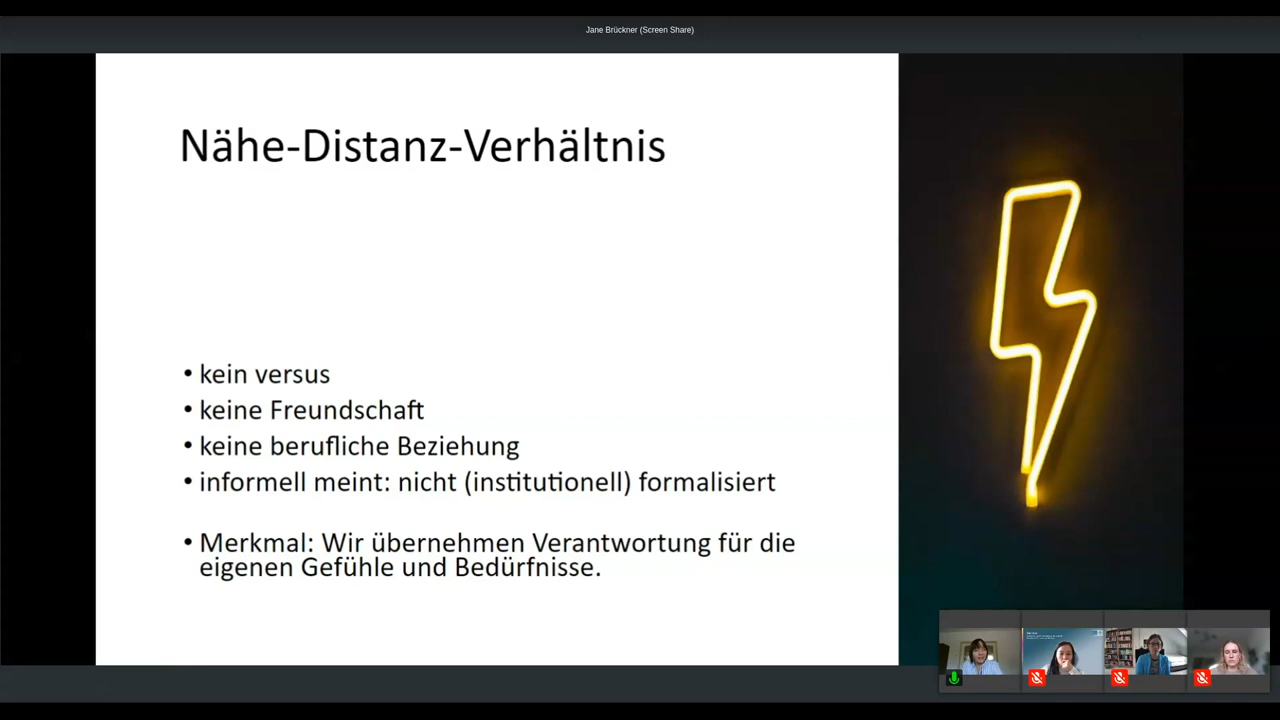 Jane Brückner (Screen Share)
Nähe-Distanz-Verhältnis
• kein versus
• keine Freundschaft
• keine berufliche Beziehung
• informell meint: nicht (institutionell) formalisiert
• Merkmal: Wir übernehmen Verantwortung für die
eigenen Gefühle und Bedürfnisse.